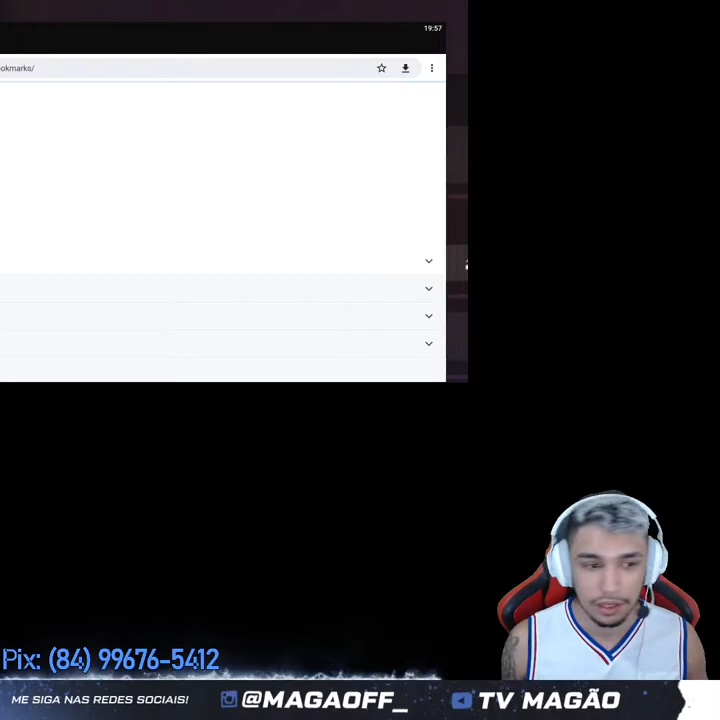 19:57
okmarks/
Pix: (84) 99676-5412
ME SIGA NAS REDES SOCIAIS!
@MAGAOFF_
TV MAGÃO